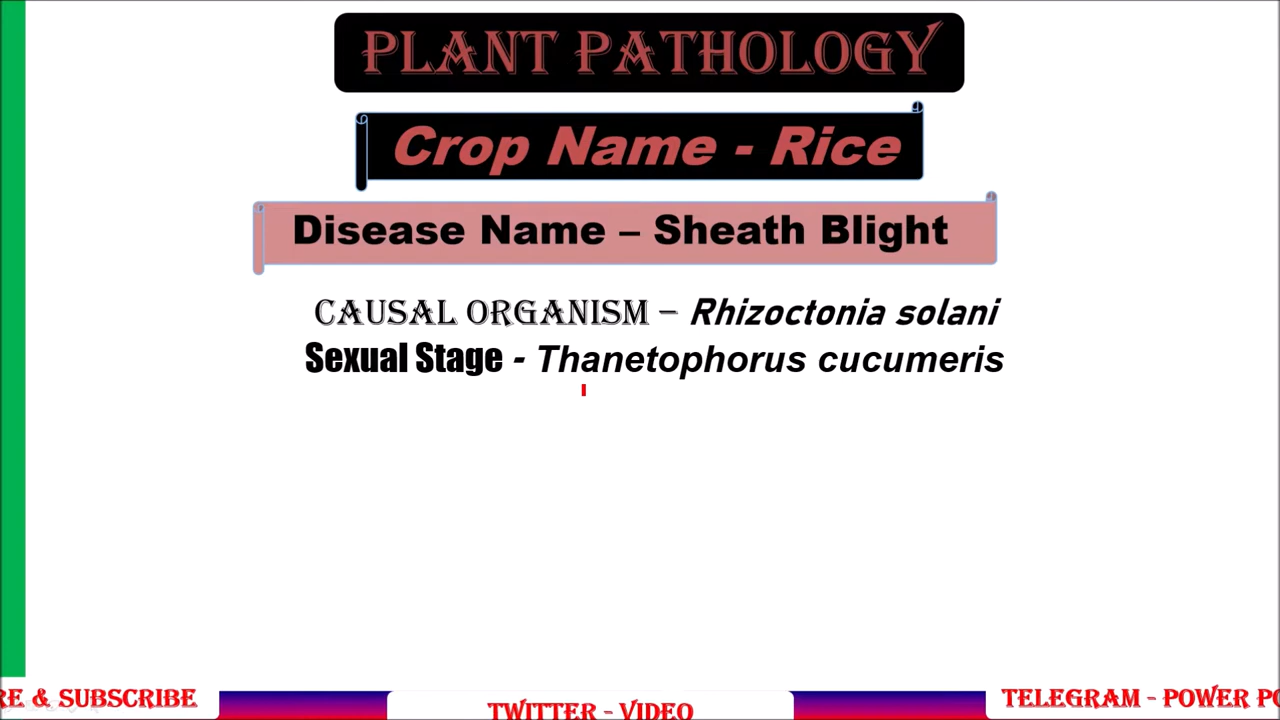 PLANT PATHOLOGY
Crop Name - Rice
Disease Name – Sheath Blight
CAUSAL ORGANISM – Rhizoctonia solani
Sexual Stage - Thanetophorus cucumeris
RE & SUBSCRIBE
TWITTER - VIDEO
TELEGRAM - POWER PO